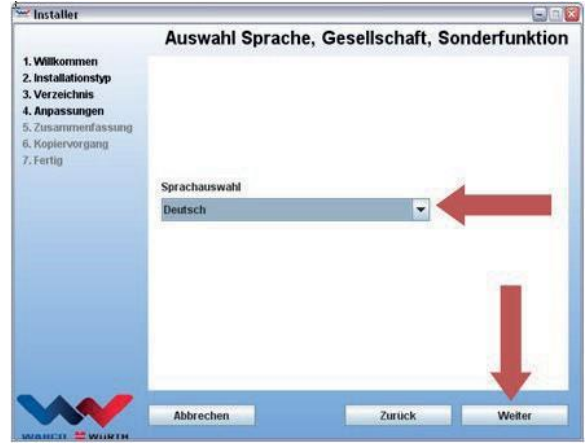 Installer
Auswahl Sprache, Gesellschaft, Sonderfunktion
1. Willkommen
2. Installationstyp
3. Verzeichnis
4. Anpassungen
5. Zusammenfassung
6. Kopiervorgang
7. Fertig
Sprachauswahl
Deutsch
Abbrechen
Zurück
Weiter
WABCO WÜRTH